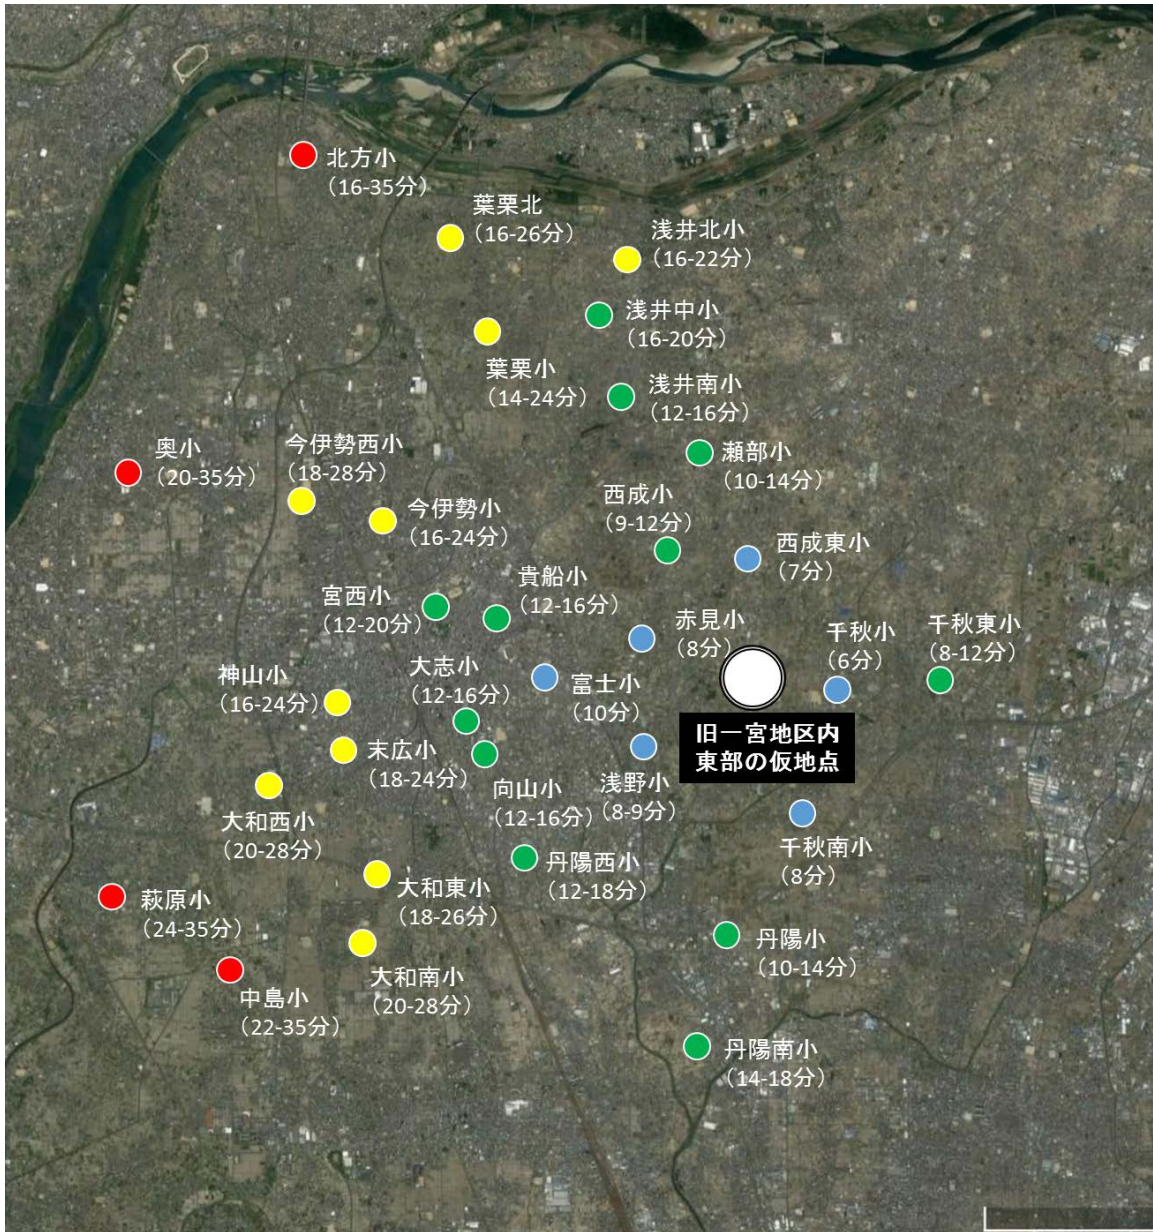 北方小
（16-35分）
葉栗北
（16-26分）
浅井北小
（16-22分）
浅井中小
（16-20分）
葉栗小
（14-24分）
浅井南小
（12-16分）
奥小
（20-35分）
今伊勢西小
（18-28分）
瀬部小
（10-14分）
今伊勢小
（16-24分）
西成小
（9-12分）
西成東小
（7分）
貴船小
（12-16分）
宮西小
（12-20分）
赤見小
（8分）
千秋小
（6分）
千秋東小
（8-12分）
神山小
（16-24分）
大志小
（12-16分）
富士小
（10分）
旧一宮地区内
東部の仮地点
末広小
（18-24分）
向山小
（12-16分）
浅野小
（8-9分）
大和西小
（20-28分）
千秋南小
（8分）
丹陽西小
（12-18分）
大和東小
（18-26分）
萩原小
（24-35分）
丹陽小
（10-14分）
大和南小
（20-28分）
中島小
（22-35分）
丹陽南小
（14-18分）